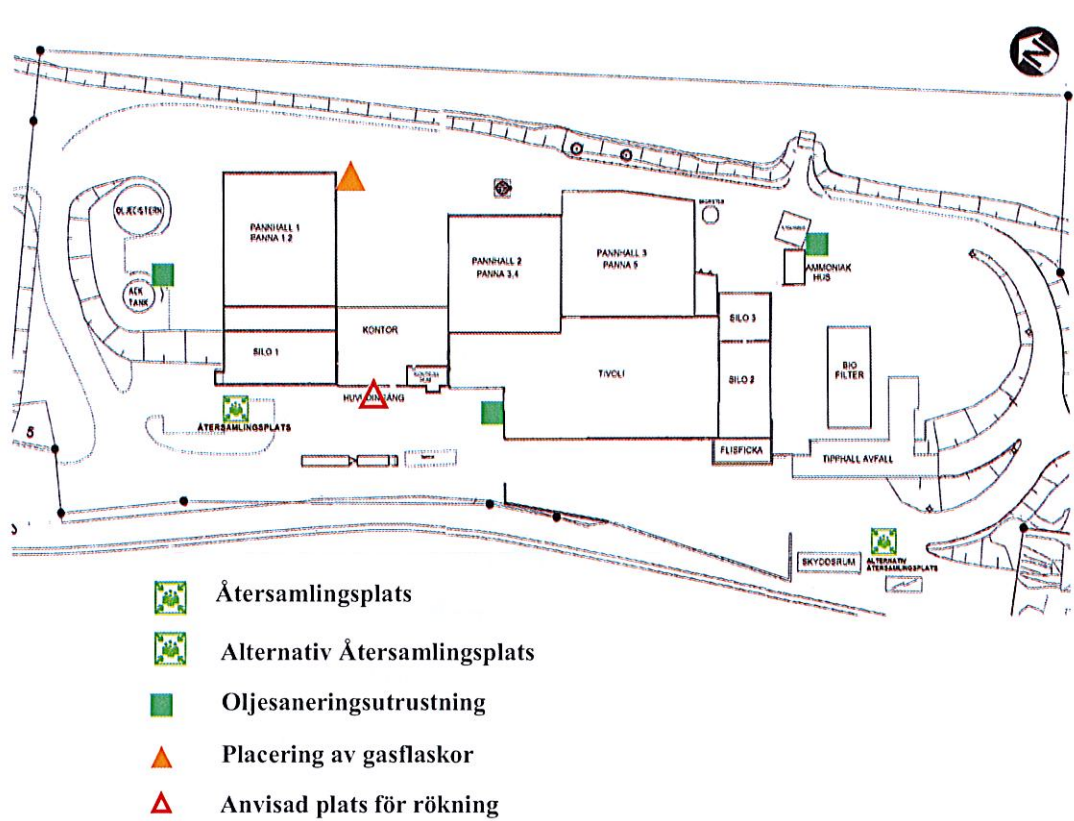 N
OLJECISTERN
PANNHALL 1
PANNA 1.2
PANNHALL 2
PANNA 3.4
PANNHALL 3
PANNA 5
AMMONIAK
HUS
ACK
TANK
KONTOR
SILO 3
SILO 1
TIVOLI
SILO 2
BIO
FILTER
HUVUDINGÅNG
ÅTERSAMLINGSPLATS
5
FLISFICKA
TIPPHALL AVFALL
SKYDDSRUM
ALTERNATIV
ÅTERSAMLINGSPLATS
Återsamlingsplats
Alternativ Återsamlingsplats
Oljesaneringsutrustning
Placering av gasflaskor
Anvisad plats för rökning